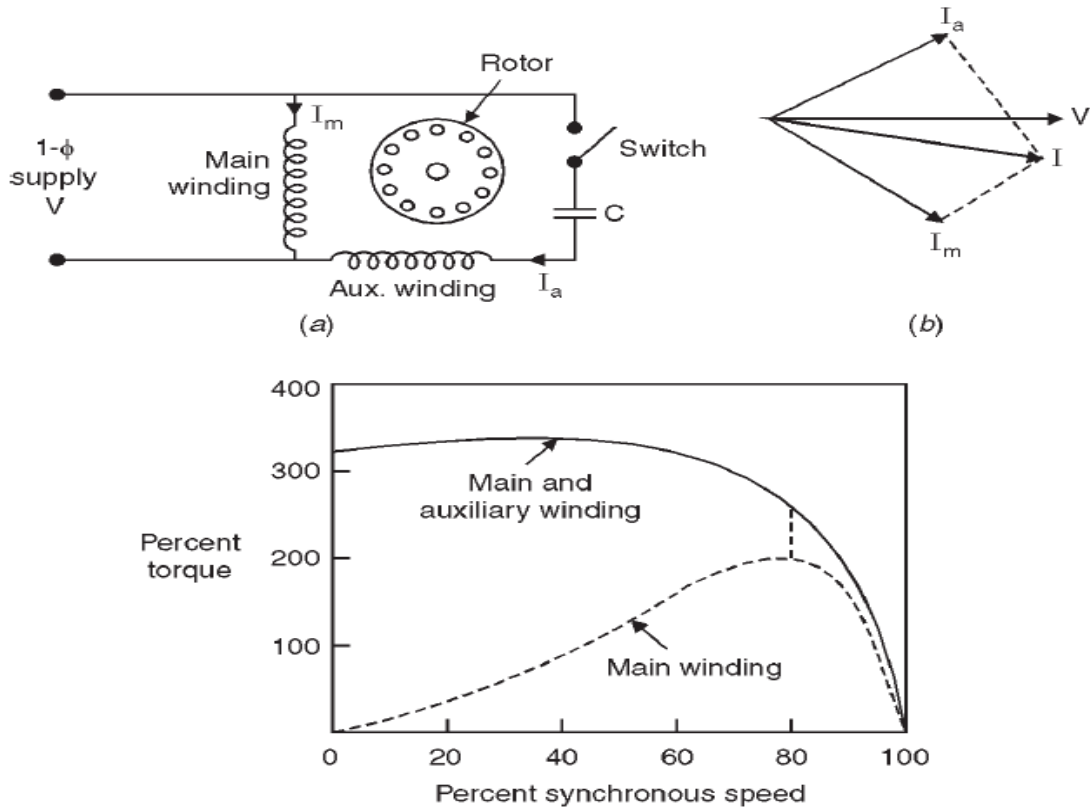 Rotor
I_m
1-ϕ
supply
V
Main
winding
Switch
C
Aux. winding
I_a
(a)
I_a
V
I
I_m
(b)
400
300
200
100
Percent
torque
Main and
auxiliary winding
Main winding
0 20 40 60 80 100
Percent synchronous speed